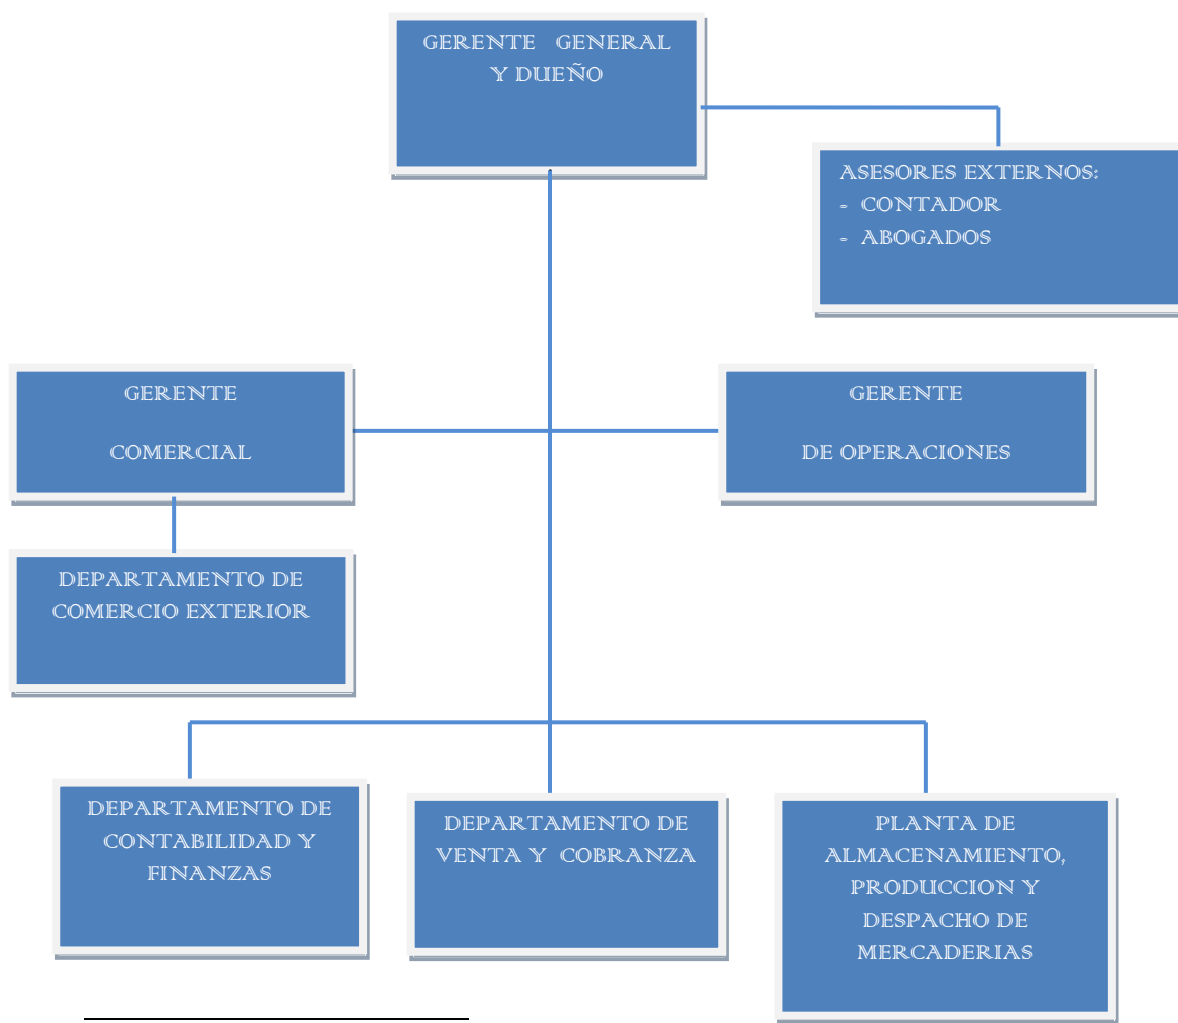 GERENTE GENERAL
Y DUEÑO
ASESORES EXTERNOS:
- CONTADOR
- ABOGADOS
GERENTE
COMERCIAL
GERENTE
DE OPERACIONES
DEPARTAMENTO DE
COMERCIO EXTERIOR
DEPARTAMENTO DE
CONTABILIDAD Y
FINANZAS
DEPARTAMENTO DE
VENTA Y COBRANZA
PLANTA DE
ALMACENAMIENTO,
PRODUCCION Y
DESPACHO DE
MERCADERIAS